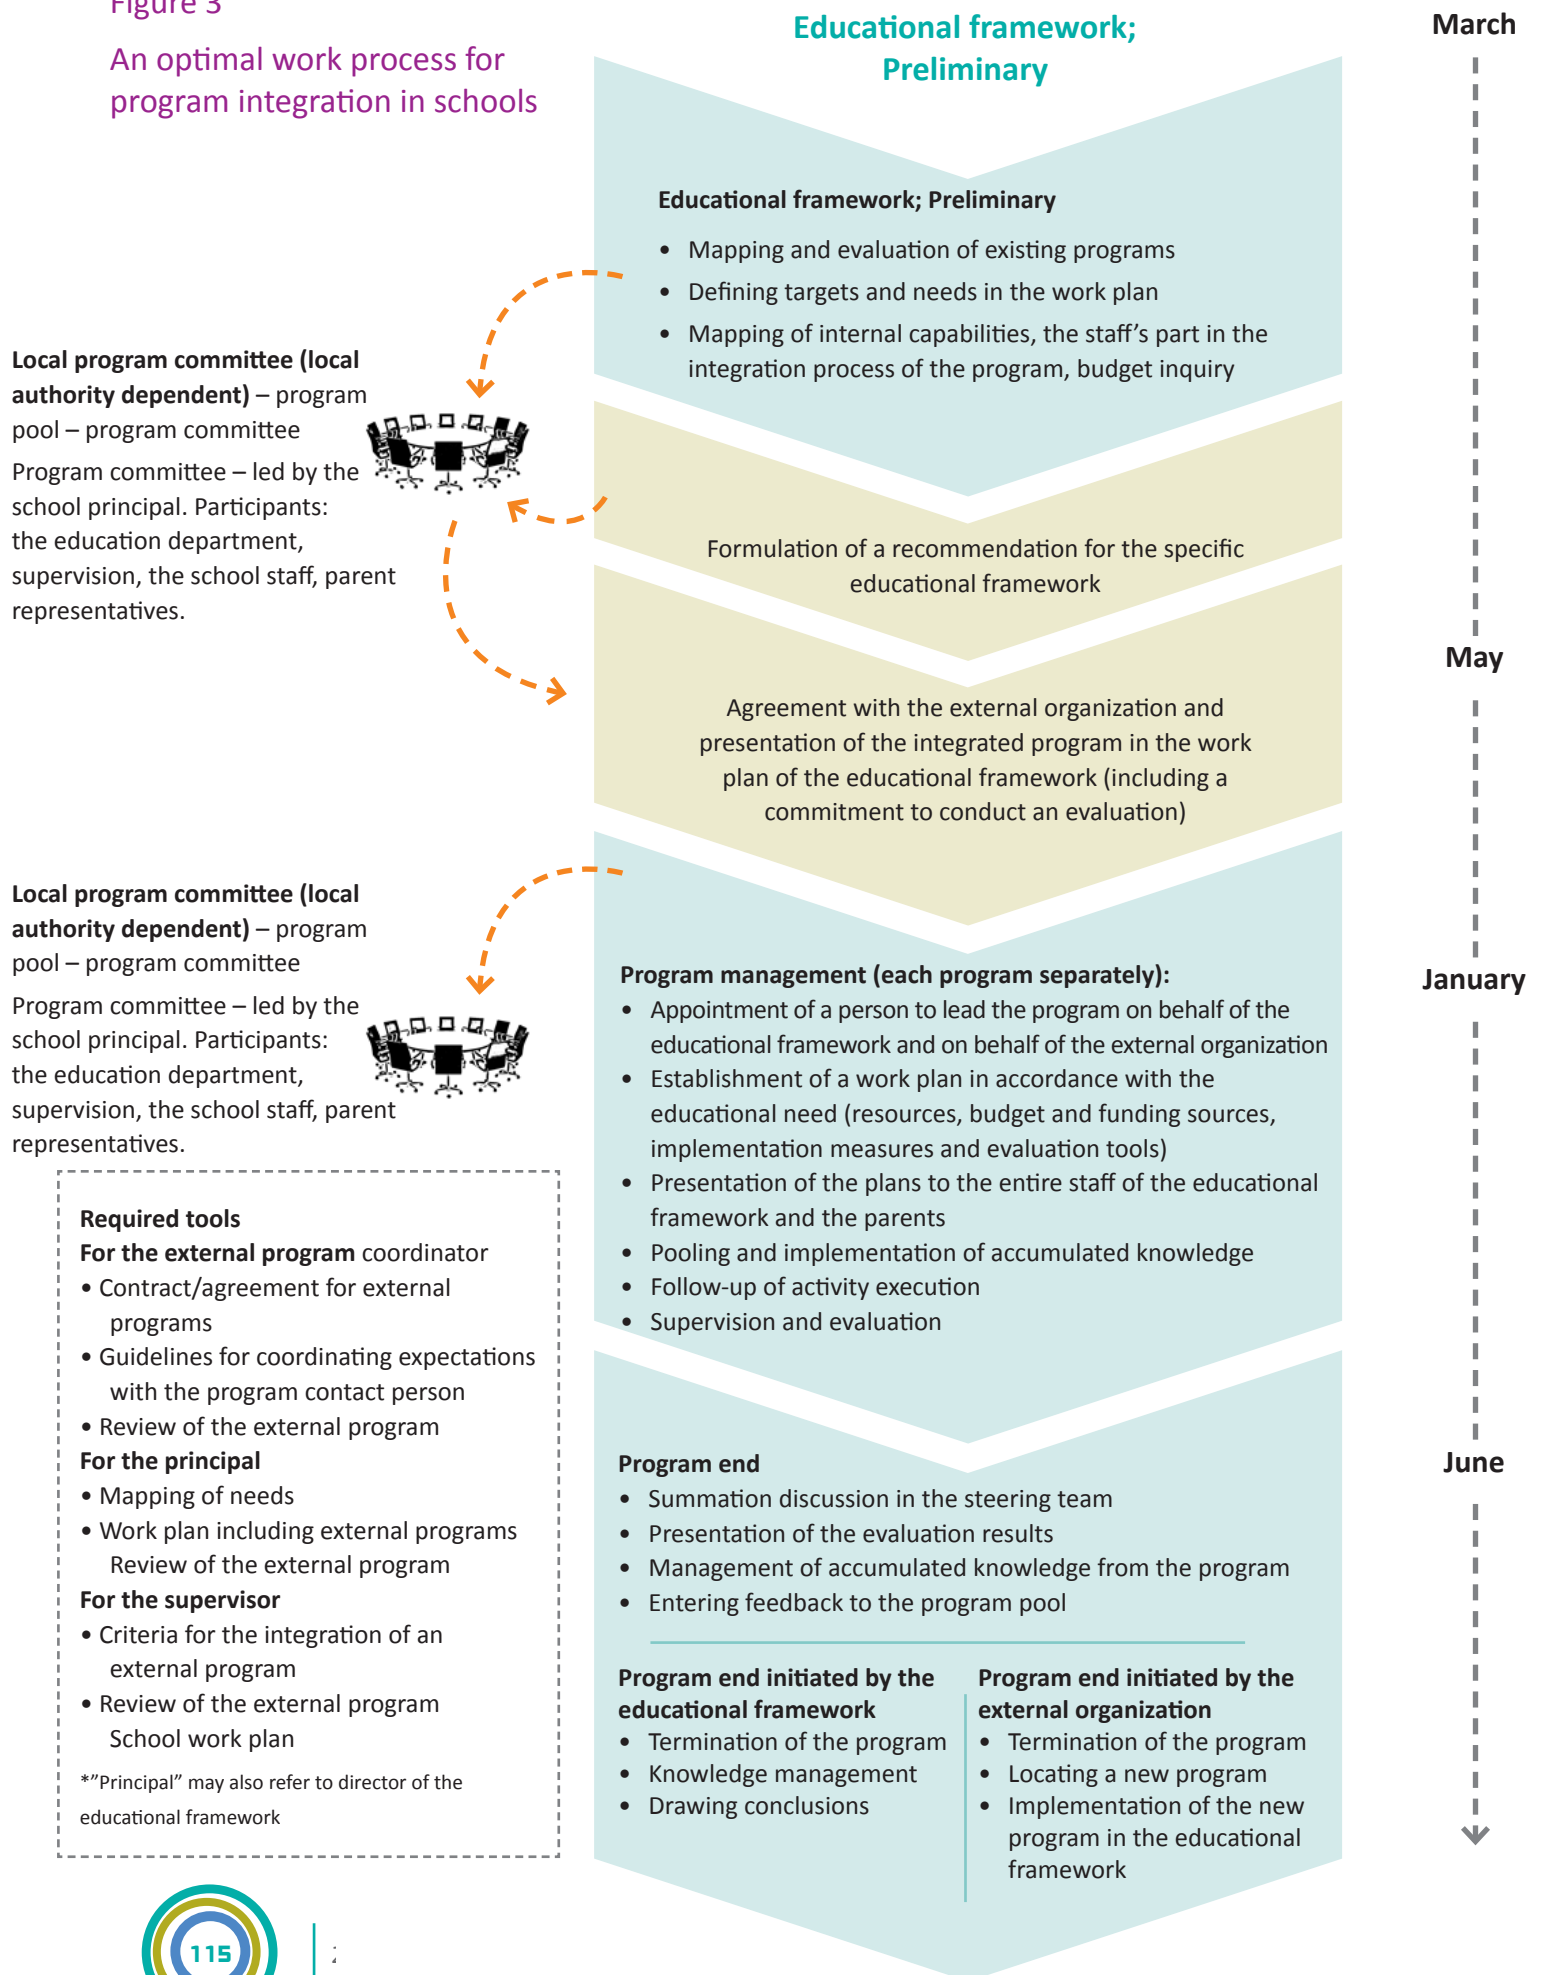 Figure 3
An optimal work process for
program integration in schools
Educational framework;
Preliminary
March
Educational framework; Preliminary
• Mapping and evaluation of existing programs
• Defining targets and needs in the work plan
• Mapping of internal capabilities, the staff's part in the
integration process of the program, budget inquiry
Local program committee (local
authority dependent) – program
pool – program committee
Program committee – led by the
school principal. Participants:
the education department,
supervision, the school staff, parent
representatives.
Formulation of a recommendation for the specific
educational framework
May
Agreement with the external organization and
presentation of the integrated program in the work
plan of the educational framework (including a
commitment to conduct an evaluation)
Local program committee (local
authority dependent) – program
pool – program committee
Program committee – led by the
school principal. Participants:
the education department,
supervision, the school staff, parent
representatives.
January
Program management (each program separately):
• Appointment of a person to lead the program on behalf of the
educational framework and on behalf of the external organization
• Establishment of a work plan in accordance with the
educational need (resources, budget and funding sources,
implementation measures and evaluation tools)
• Presentation of the plans to the entire staff of the educational
framework and the parents
• Pooling and implementation of accumulated knowledge
• Follow-up of activity execution
• Supervision and evaluation
Required tools
For the external program coordinator
• Contract/agreement for external
programs
• Guidelines for coordinating expectations
with the program contact person
• Review of the external program
For the principal
• Mapping of needs
• Work plan including external programs
Review of the external program
For the supervisor
• Criteria for the integration of an
external program
• Review of the external program
School work plan
*"Principal" may also refer to director of the
educational framework
June
Program end
• Summation discussion in the steering team
• Presentation of the evaluation results
• Management of accumulated knowledge from the program
• Entering feedback to the program pool
Program end initiated by the
educational framework
• Termination of the program
• Knowledge management
• Drawing conclusions
Program end initiated by the
external organization
• Termination of the program
• Locating a new program
• Implementation of the new
program in the educational
framework
115